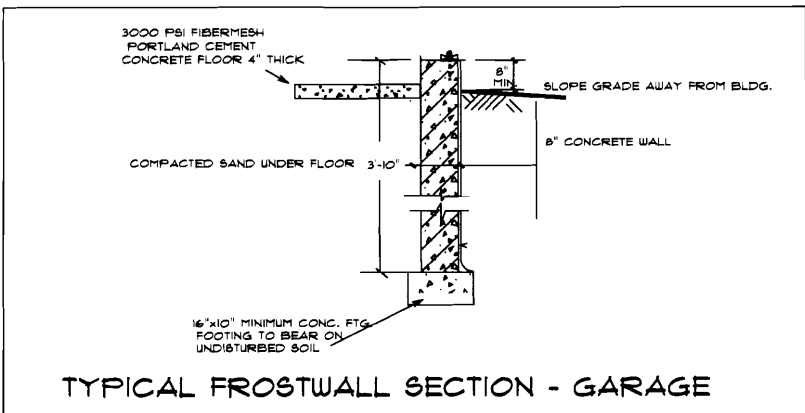 3000 PSI FIBERMESH
PORTLAND CEMENT
CONCRETE FLOOR 4" THICK
8"
MIN
SLOPE GRADE AWAY FROM BLDG.
8" CONCRETE WALL
COMPACTED SAND UNDER FLOOR 3'-10"
16"x10" MINIMUM CONC. FTG
FOOTING TO BEAR ON
UNDISTURBED SOIL
TYPICAL FROSTWALL SECTION - GARAGE